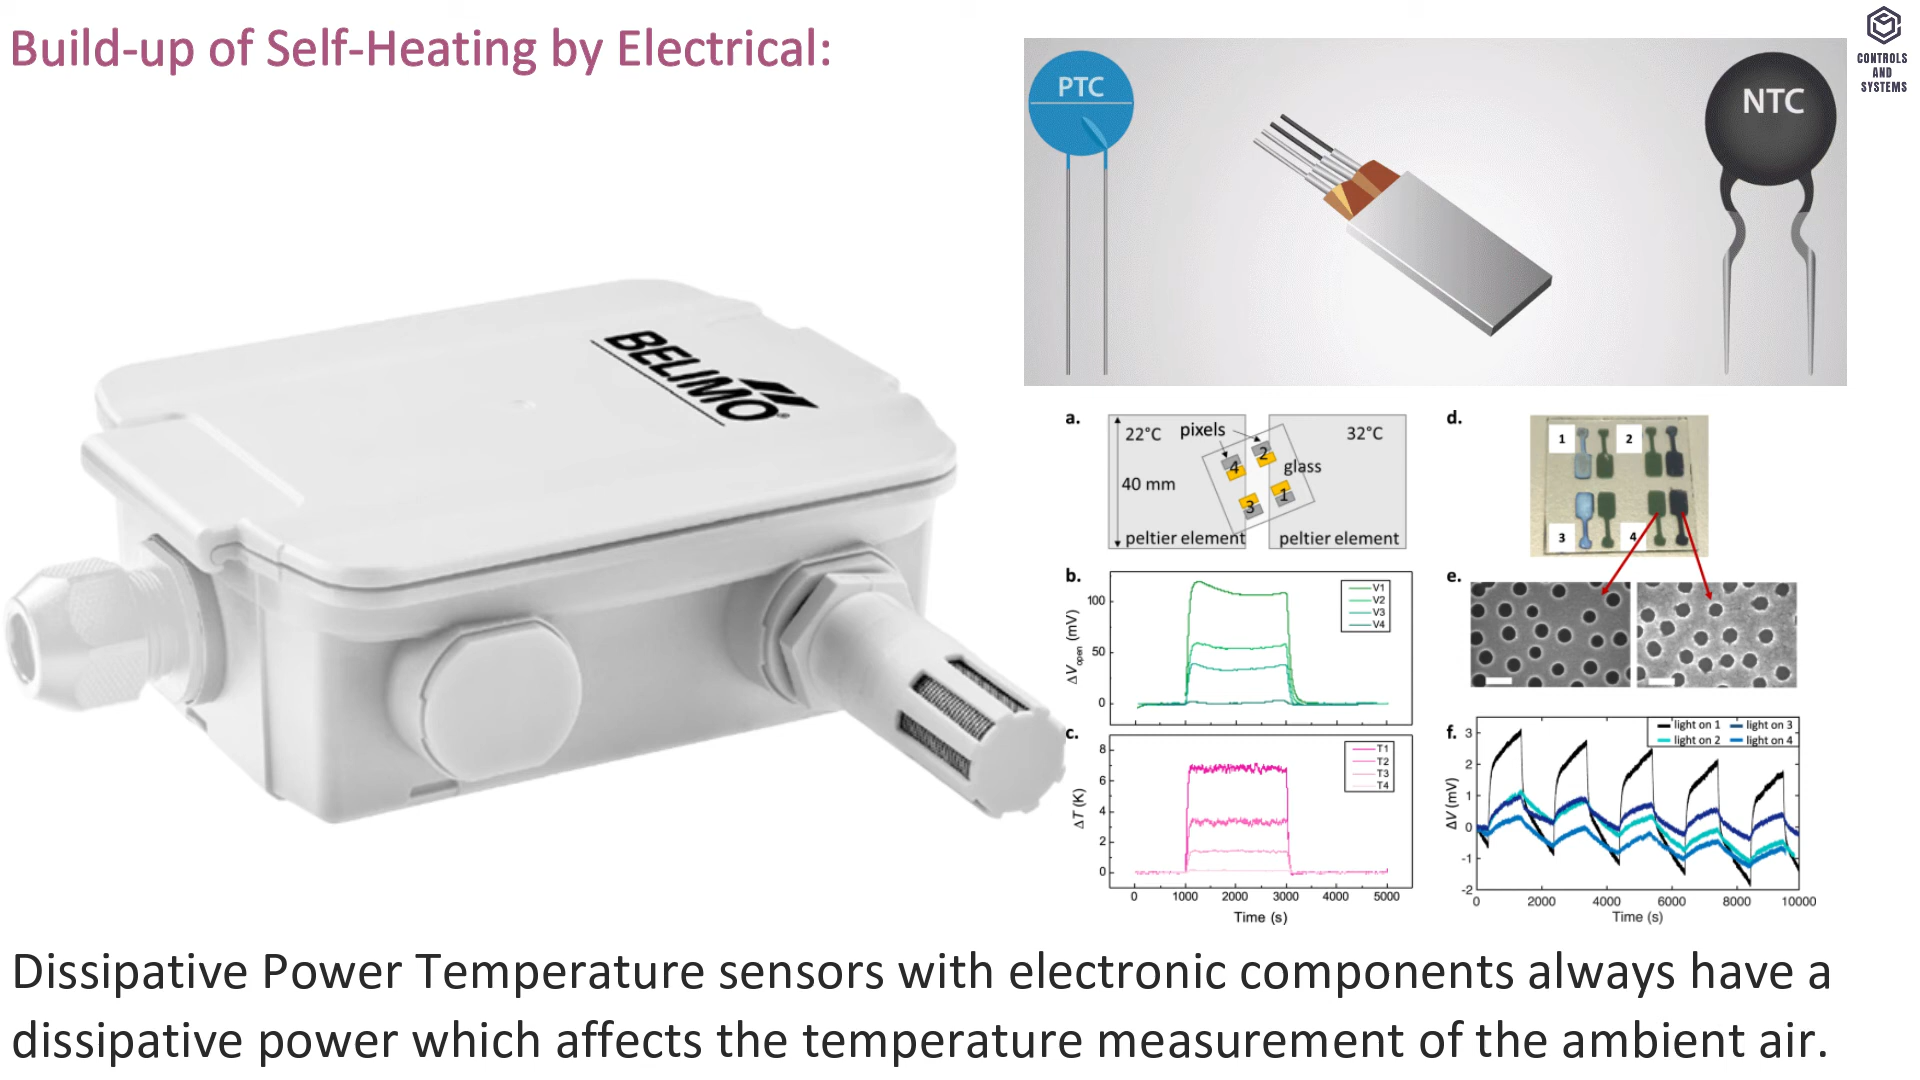 Build-up of Self-Heating by Electrical:
CONTROLS
AND
SYSTEMS
PTC
NTC
BELIMO®
a.
22°C
pixels
32°C
4
2
glass
40 mm
3
1
peltier element
peltier element
b.
100
50
0
ΔVopen (mV)
V1
V2
V3
V4
c.
8
6
4
2
0
ΔT (K)
T1
T2
T3
T4
0 1000 2000 3000 4000 5000
Time (s)
d.
1
2
3
4
e.
f.
light on 1 light on 3
light on 2 light on 4
3
2
1
0
-1
-2
ΔV (mV)
0 2000 4000 6000 8000 10000
Time (s)
Dissipative Power Temperature sensors with electronic components always have a
dissipative power which affects the temperature measurement of the ambient air.